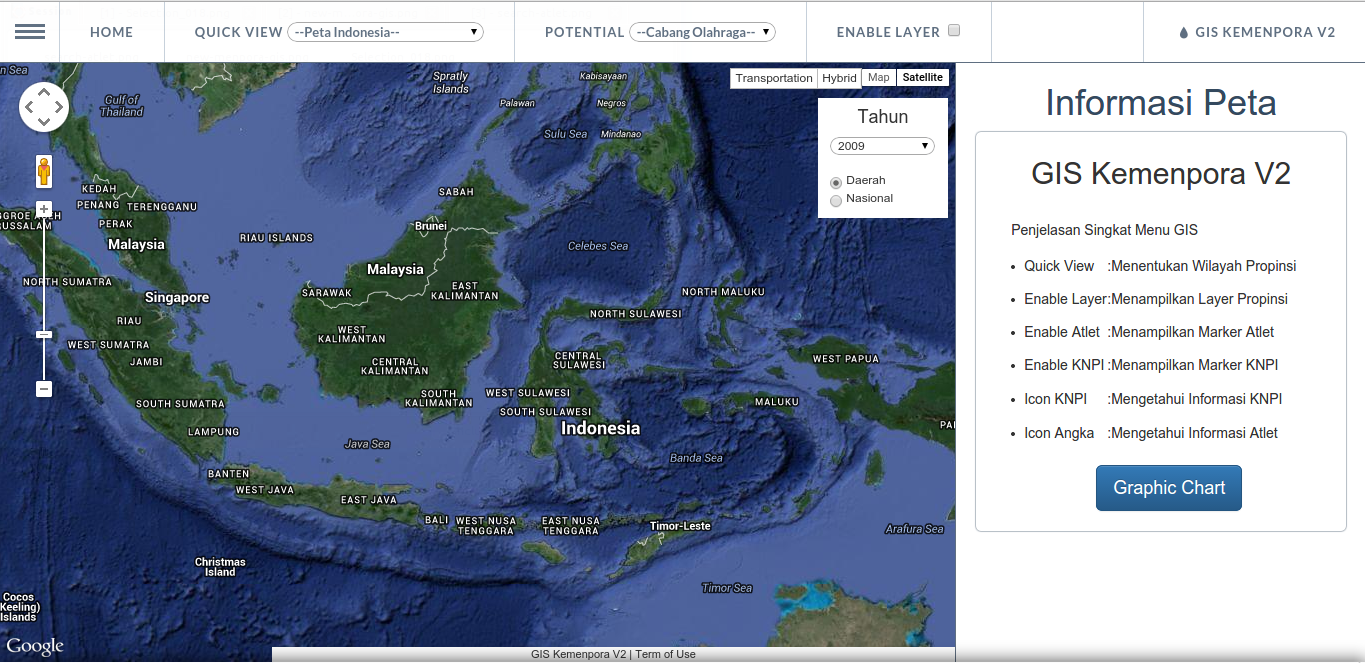 HOME
QUICK VIEW --Peta Indonesia--
POTENTIAL --Cabang Olahraga--
ENABLE LAYER
GIS KEMENPORA V2
Transportation Hybrid Map Satellite
Tahun
2009
Daerah
Nasional
Gulf of
Thailand
Spratly
Islands
Kabisayaan
Palawan
Negros
Sulu Sea
Mindanao
KEDAH
PENANG
TERENGGANU
PERAK
Malaysia
RIAU ISLANDS
SABAH
Brunei
Celebes Sea
Malaysia
SARAWAK
EAST
KALIMANTAN
NORTH SUMATRA
Singapore
RIAU
NORTH MALUKU
NORTH SULAWESI
WEST SUMATRA
WEST
KALIMANTAN
JAMBI
CENTRAL
KALIMANTAN
CENTRAL
SULAWESI
WEST PAPUA
SOUTH SUMATRA
SOUTH
KALIMANTAN
WEST SULAWESI
SOUTH SULAWESI
MALUKU
LAMPUNG
Indonesia
PA
Java Sea
Banda Sea
BANTEN
WEST JAVA
EAST JAVA
BALI
WEST NUSA
TENGGARA
EAST NUSA
TENGGARA
Timor-Leste
Arafura Sea
Christmas
Island
Timor Sea
Cocos
(Keeling)
Islands
Google
GIS Kemenpora V2 | Term of Use
Informasi Peta
GIS Kemenpora V2
Penjelasan Singkat Menu GIS
• Quick View :Menentukan Wilayah Propinsi
• Enable Layer:Menampilkan Layer Propinsi
• Enable Atlet :Menampilkan Marker Atlet
• Enable KNPI :Menampilkan Marker KNPI
• Icon KNPI :Mengetahui Informasi KNPI
• Icon Angka :Mengetahui Informasi Atlet
Graphic Chart